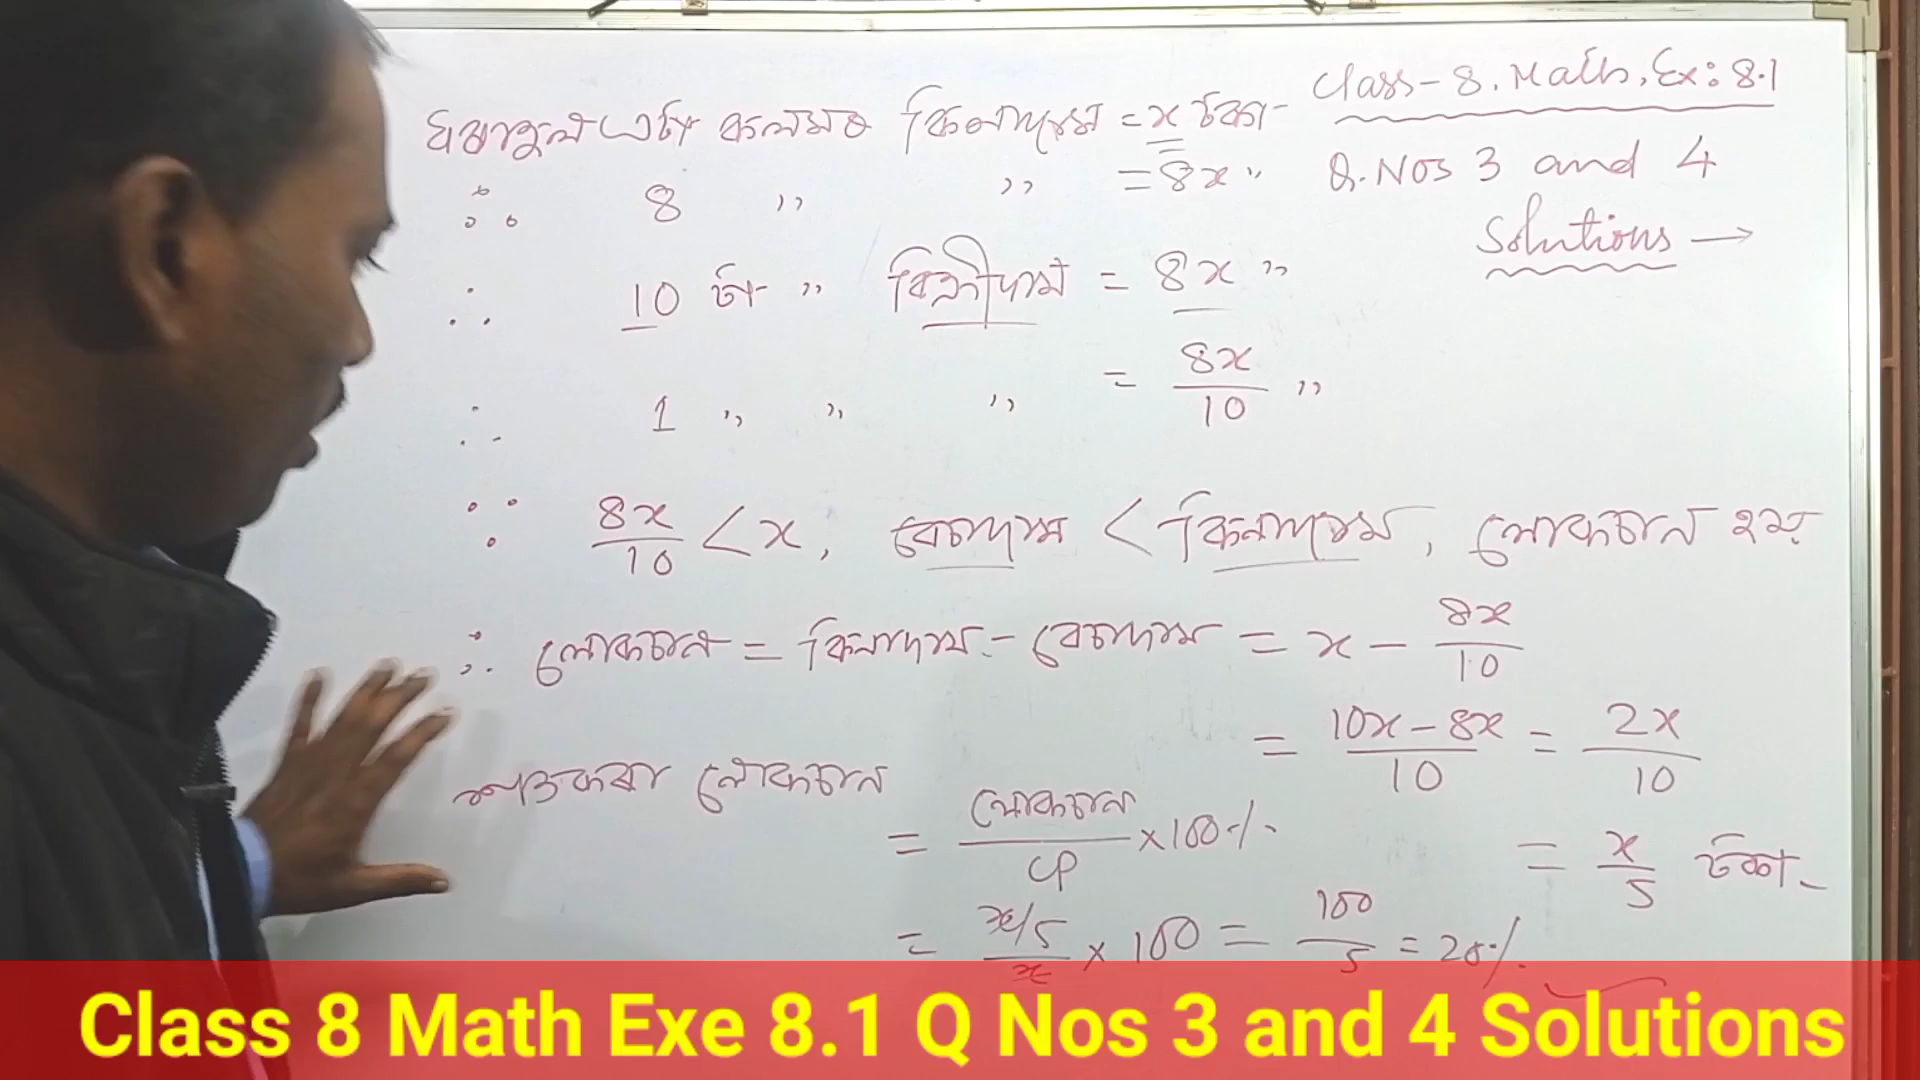 Class-8. Math, Ex: 8.1
Q. Nos 3 and 4
Solutions →
ধৰাহ'ল এটা কলমৰ কিনাদাম = x টকা
∴ 8 ,, ,, = 8x ,,
∴ 10 টা ,, বিক্ৰীদাম = 8x ,,
∴ 1 ,, ,, ,, = 8x/10 ,,
∵ 8x/10 < x, বেচাদাম < কিনাদাম, লোকচান হয়
∴ লোকচান = কিনাদাম - বেচাদাম = x - 8x/10
= 10x - 8x/10 = 2x/10
= x/5 টকা
শতকৰা লোকচান = লোকচান/CP × 100%
= x/5/x × 100 = 100/5 = 20%
Class 8 Math Exe 8.1 Q Nos 3 and 4 Solutions